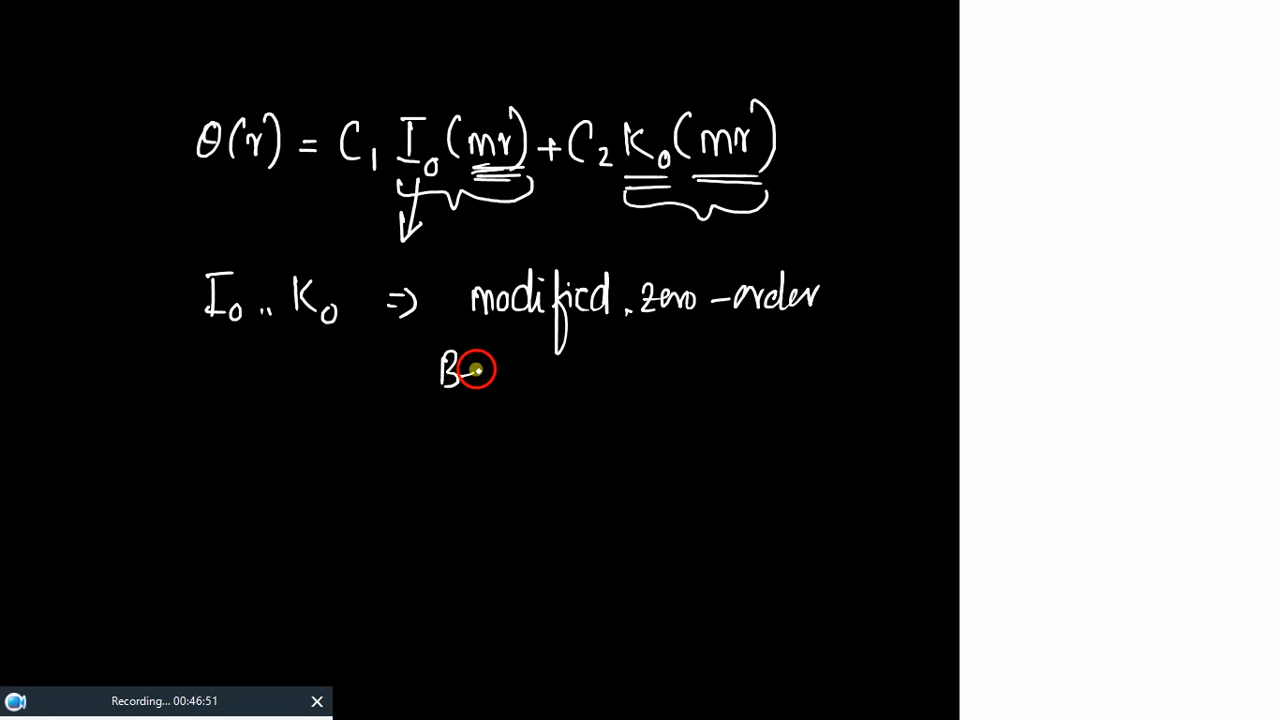 θ(r) = C₁ I₀ (mr) + C₂ K₀ (mr)
I₀ .. K₀ ⇒ modified . zero - order
B
Recording... 00:46:51